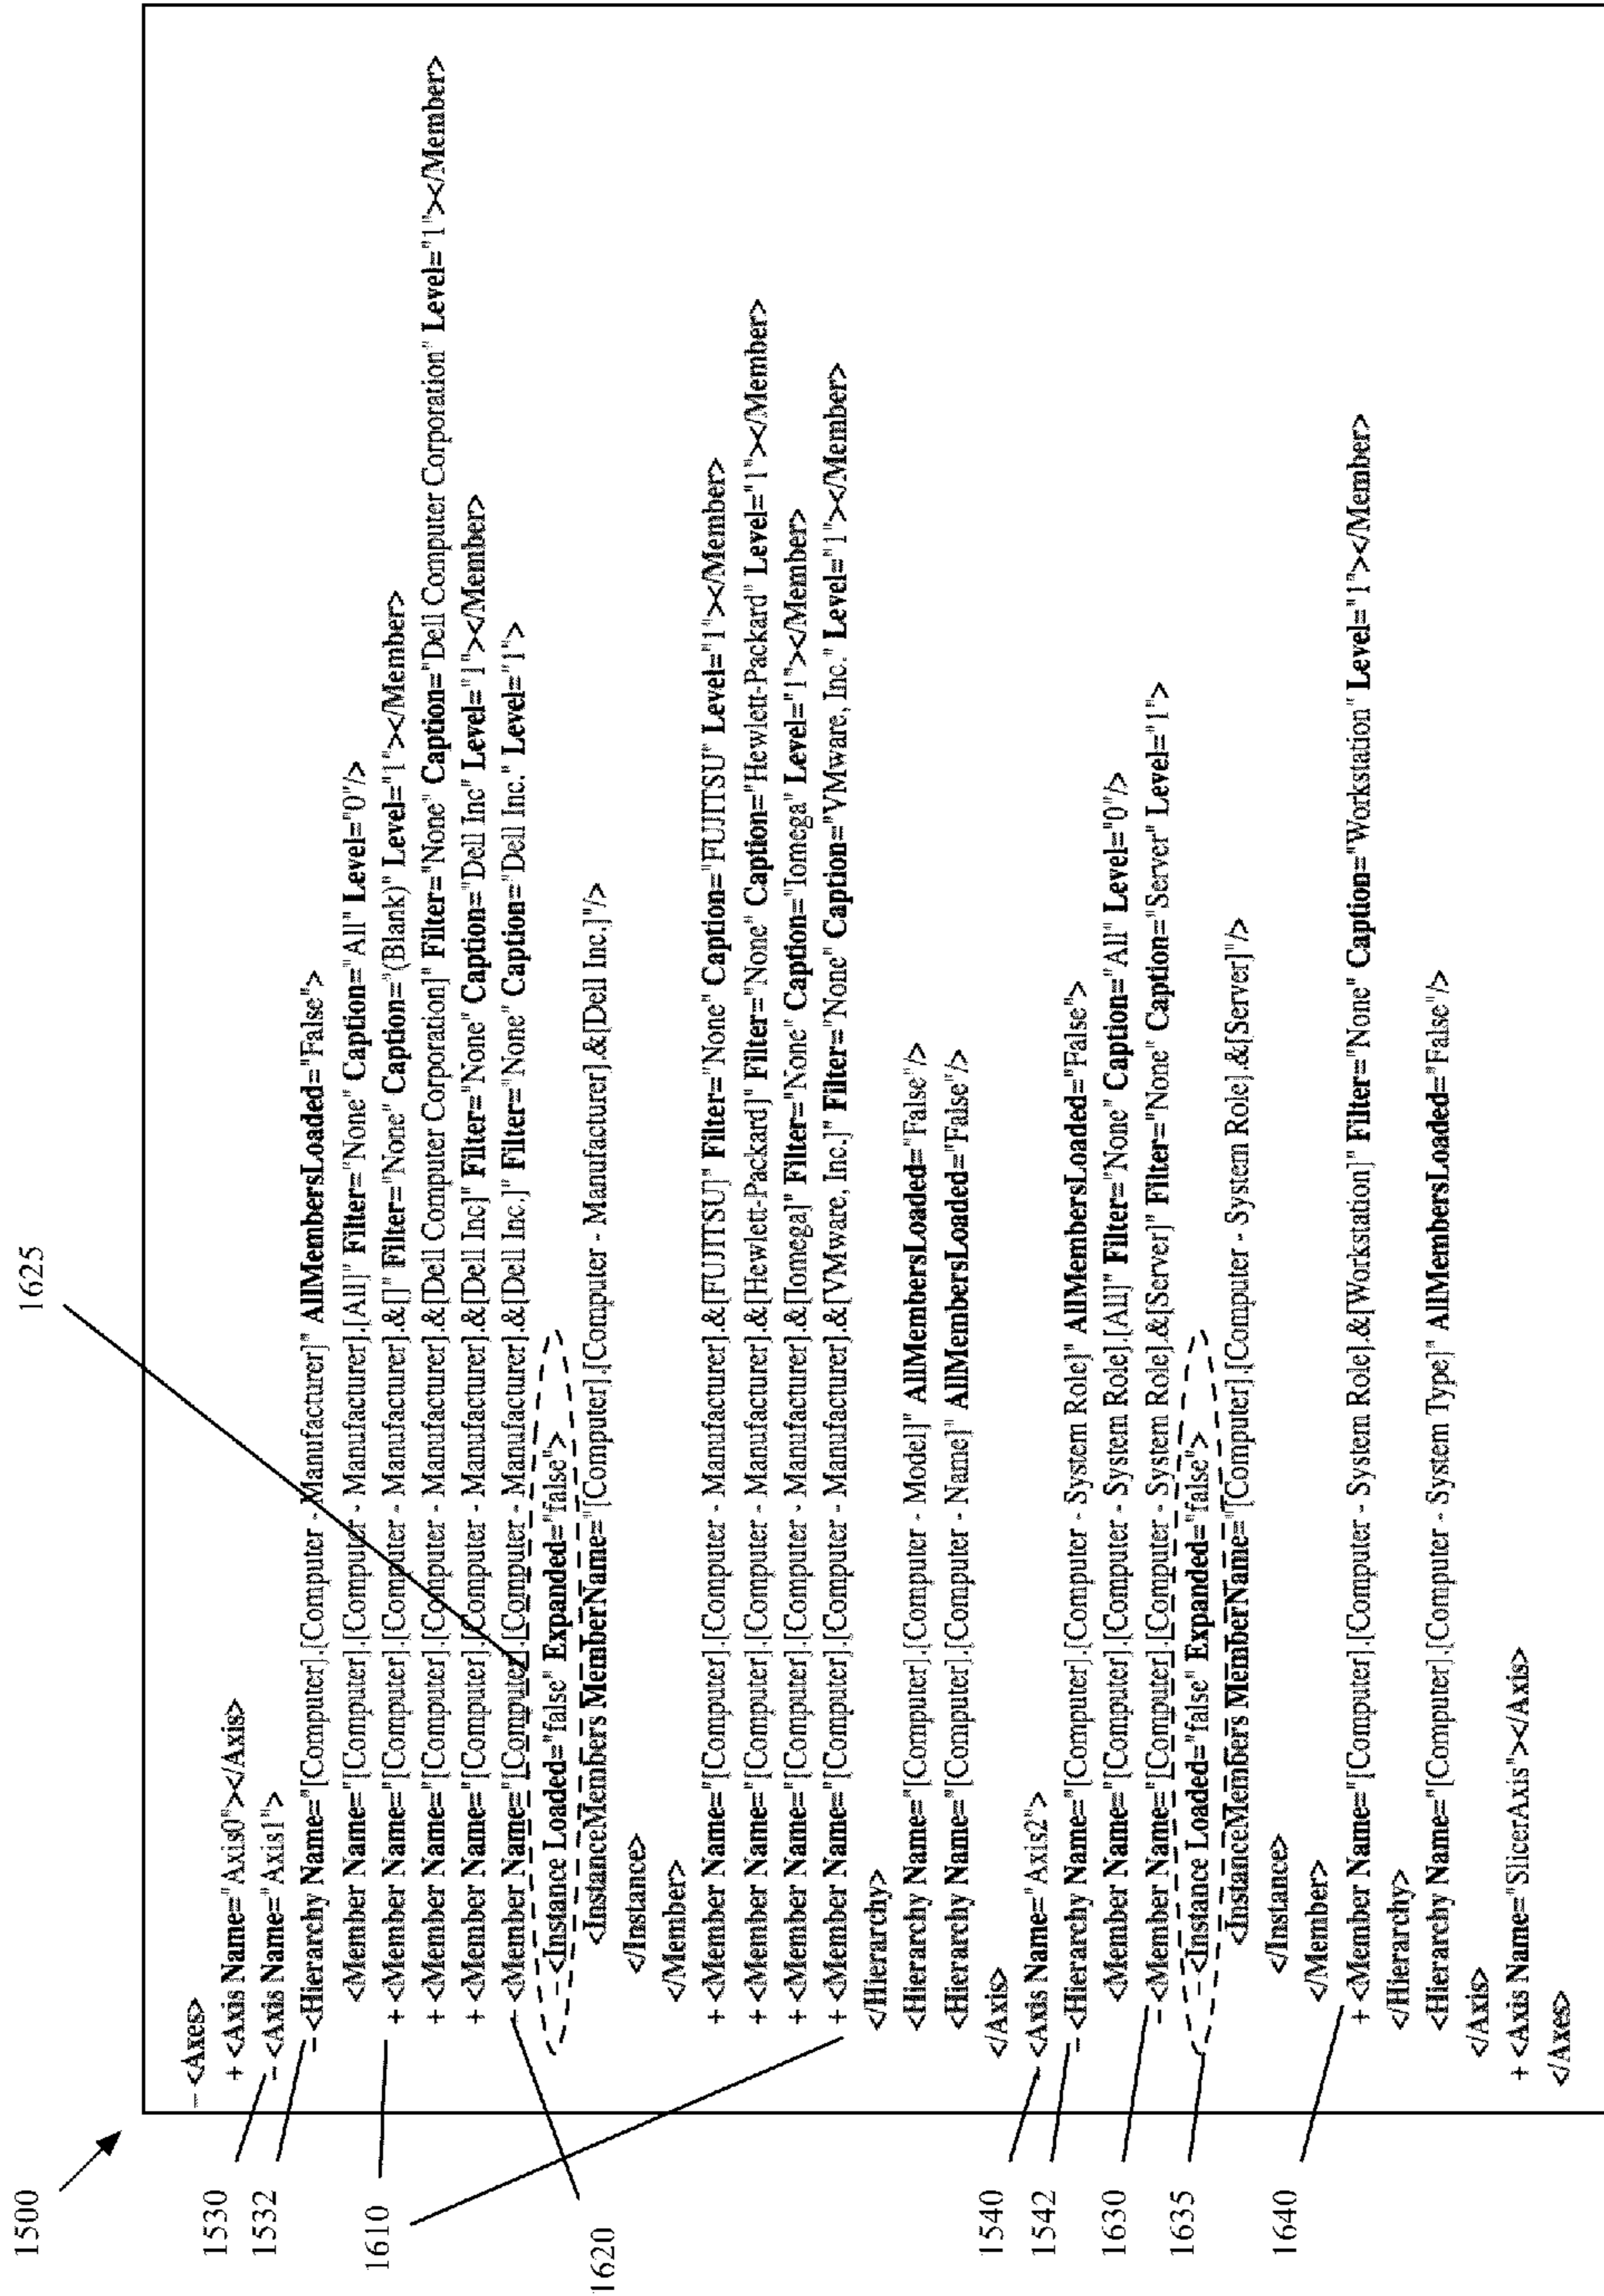 1500
1625
1530
1532
1610
1620
1540
1542
1630
1635
1640
– <Axes>
+ <Axis Name="Axis0"></Axis>
– <Axis Name="Axis1">
– <Hierarchy Name="[Computer].[Computer - Manufacturer]" AllMembersLoaded="False">
<Member Name="[Computer].[Computer - Manufacturer].[All]" Filter="None" Caption="All" Level="0"/>
+ <Member Name="[Computer].[Computer - Manufacturer].&[]" Filter="None" Caption="(Blank)" Level="1"></Member>
+ <Member Name="[Computer].[Computer - Manufacturer].&[Dell Computer Corporation]" Filter="None" Caption="Dell Computer Corporation" Level="1"></Member>
+ <Member Name="[Computer].[Computer - Manufacturer].&[Dell Inc]" Filter="None" Caption="Dell Inc" Level="1"></Member>
– <Member Name="[Computer].[Computer - Manufacturer].&[Dell Inc.]" Filter="None" Caption="Dell Inc." Level="1">
– <Instance Loaded="false" Expanded="false">
<InstanceMembers MemberName="[Computer].[Computer - Manufacturer].&[Dell Inc.]"/>
</Instance>
</Member>
+ <Member Name="[Computer].[Computer - Manufacturer].&[FUJITSU]" Filter="None" Caption="FUJITSU" Level="1"></Member>
+ <Member Name="[Computer].[Computer - Manufacturer].&[Hewlett-Packard]" Filter="None" Caption="Hewlett-Packard" Level="1"></Member>
+ <Member Name="[Computer].[Computer - Manufacturer].&[Iomega]" Filter="None" Caption="Iomega" Level="1"></Member>
+ <Member Name="[Computer].[Computer - Manufacturer].&[VMware, Inc.]" Filter="None" Caption="VMware, Inc." Level="1"></Member>
</Hierarchy>
<Hierarchy Name="[Computer].[Computer - Model]" AllMembersLoaded="False"/>
<Hierarchy Name="[Computer].[Computer - Name]" AllMembersLoaded="False"/>
</Axis>
– <Axis Name="Axis2">
– <Hierarchy Name="[Computer].[Computer - System Role]" AllMembersLoaded="False">
<Member Name="[Computer].[Computer - System Role].[All]" Filter="None" Caption="All" Level="0"/>
– <Member Name="[Computer].[Computer - System Role].&[Server]" Filter="None" Caption="Server" Level="1">
– <Instance Loaded="false" Expanded="false">
<InstanceMembers MemberName="[Computer].[Computer - System Role].&[Server]"/>
</Instance>
</Member>
+ <Member Name="[Computer].[Computer - System Role].&[Workstation]" Filter="None" Caption="Workstation" Level="1"></Member>
</Hierarchy>
<Hierarchy Name="[Computer].[Computer - System Type]" AllMembersLoaded="False"/>
</Axis>
+ <Axis Name="SlicerAxis"></Axis>
</Axes>